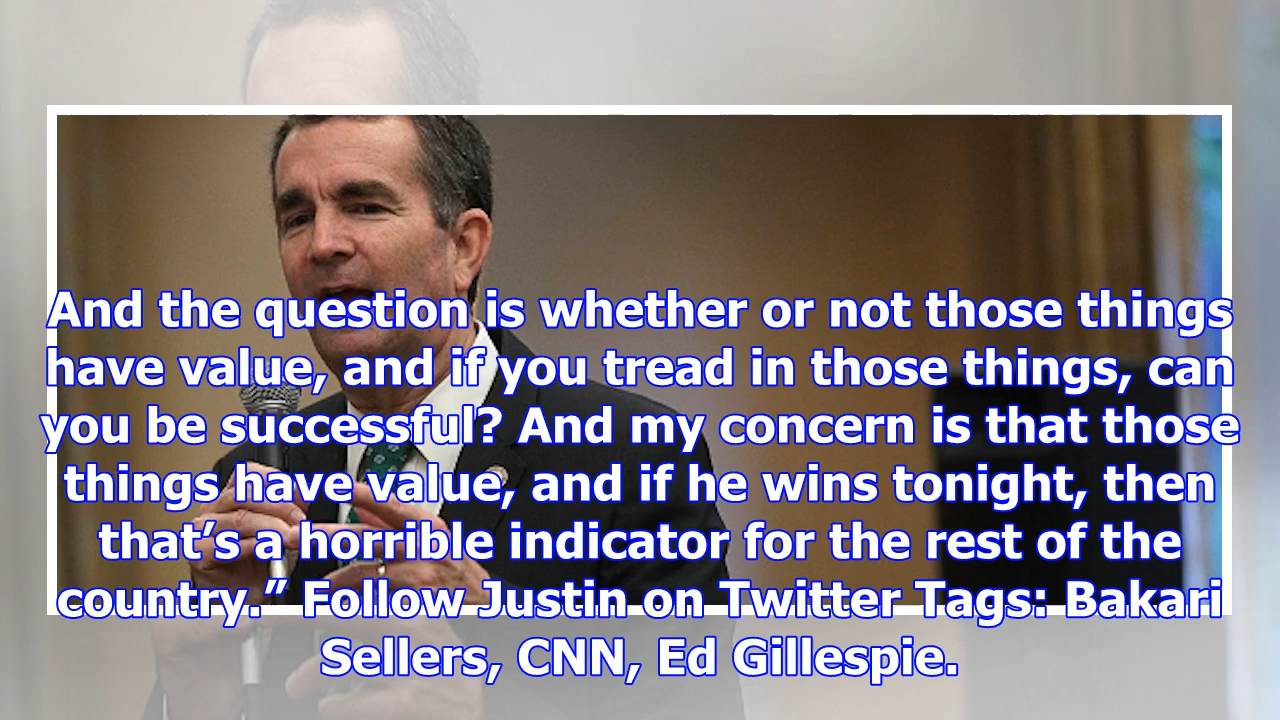 And the question is whether or not those things
have value, and if you tread in those things, can
you be successful? And my concern is that those
things have value, and if he wins tonight, then
that’s a horrible indicator for the rest of the
country.” Follow Justin on Twitter Tags: Bakari
Sellers, CNN, Ed Gillespie.